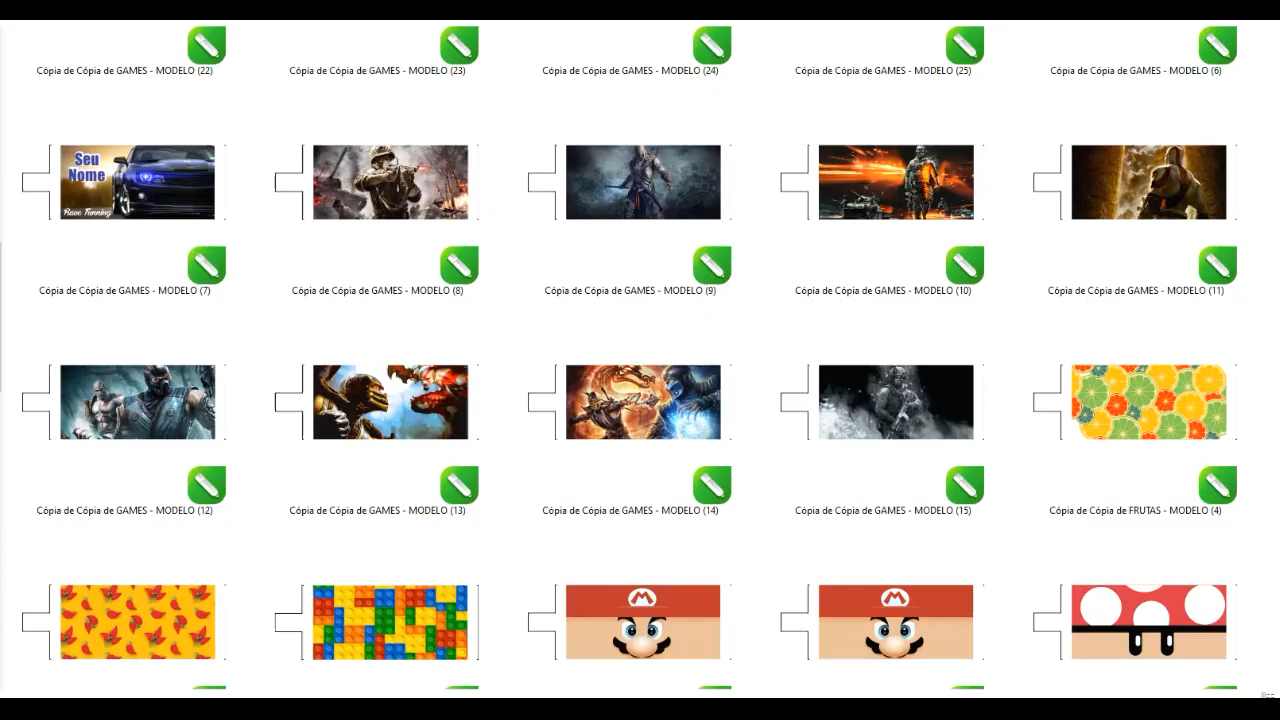 Cópia de Cópia de GAMES - MODELO (22)
Cópia de Cópia de GAMES - MODELO (23)
Cópia de Cópia de GAMES - MODELO (24)
Cópia de Cópia de GAMES - MODELO (25)
Cópia de Cópia de GAMES - MODELO (6)
Seu
Nome
Race Tunning
Cópia de Cópia de GAMES - MODELO (7)
Cópia de Cópia de GAMES - MODELO (8)
Cópia de Cópia de GAMES - MODELO (9)
Cópia de Cópia de GAMES - MODELO (10)
Cópia de Cópia de GAMES - MODELO (11)
Cópia de Cópia de GAMES - MODELO (12)
Cópia de Cópia de GAMES - MODELO (13)
Cópia de Cópia de GAMES - MODELO (14)
Cópia de Cópia de GAMES - MODELO (15)
Cópia de Cópia de FRUTAS - MODELO (4)
M
M